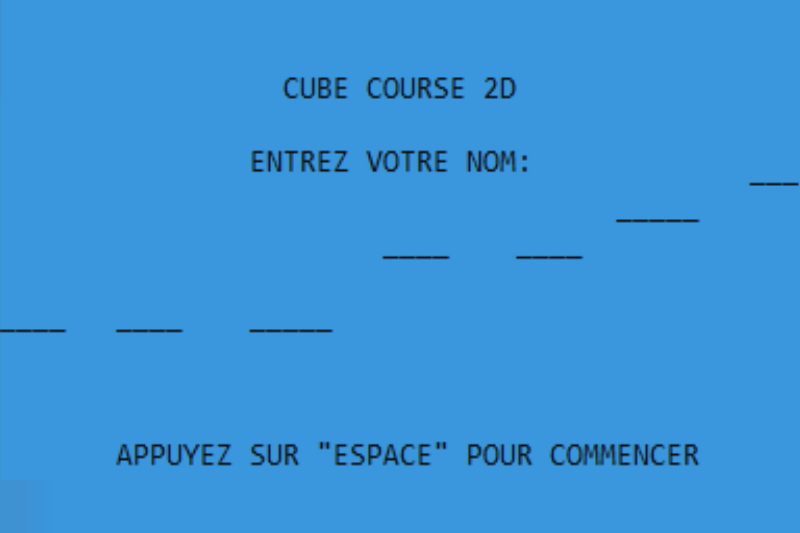 CUBE COURSE 2D
ENTREZ VOTRE NOM:
APPUYEZ SUR "ESPACE" POUR COMMENCER